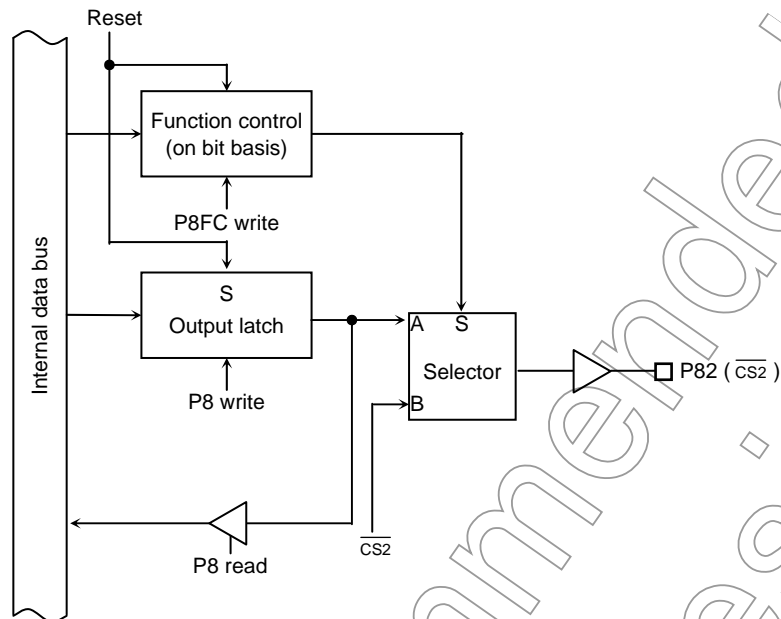 Reset
Function control
(on bit basis)
P8FC write
Internal data bus
S
Output latch
P8 write
A
S
Selector
B
P82 ( CS2 )
CS2
P8 read